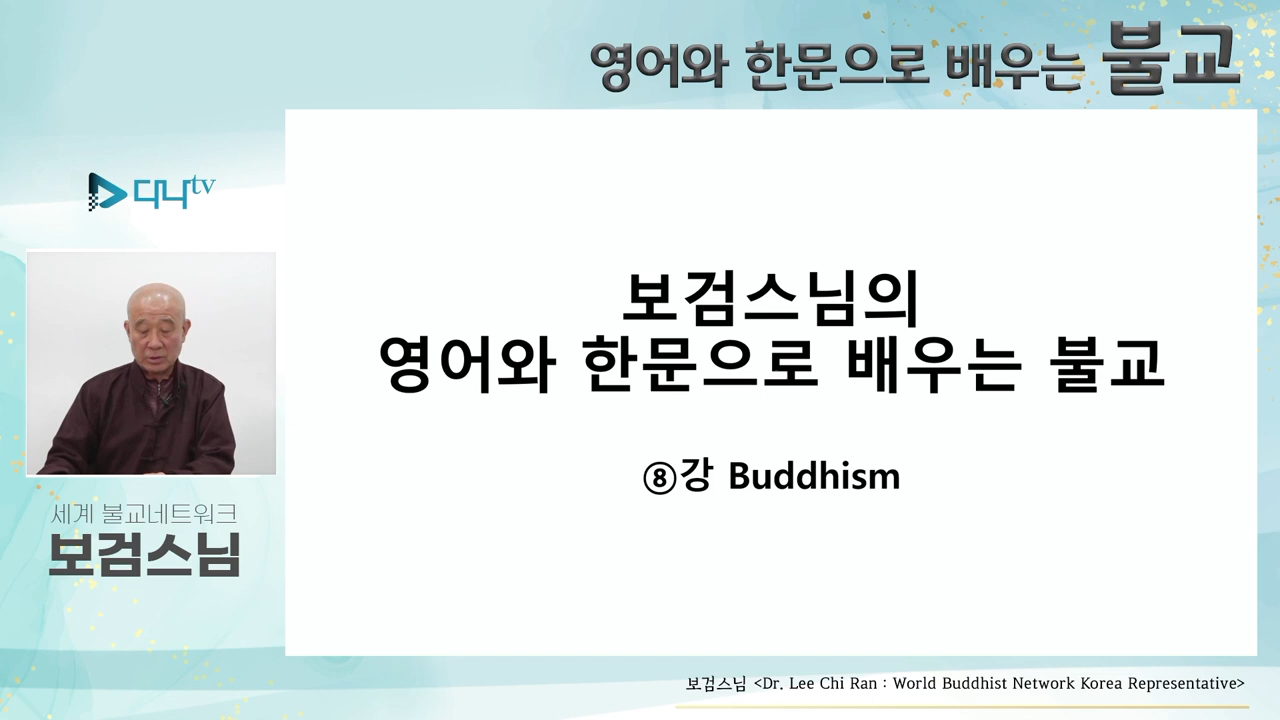 영어와 한문으로 배우는 불교
디나tv
보검스님의
영어와 한문으로 배우는 불교
⑧강 Buddhism
세계 불교네트워크
보검스님
보검스님 <Dr. Lee Chi Ran : World Buddhist Network Korea Representative>